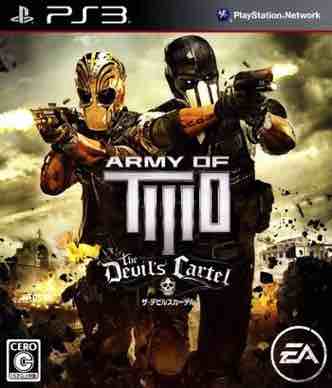 PS3
PlayStation Network
ARMY OF
TWO
The
Devil's Cartel
ザ・デビルズカーテル
CERO
C
EA